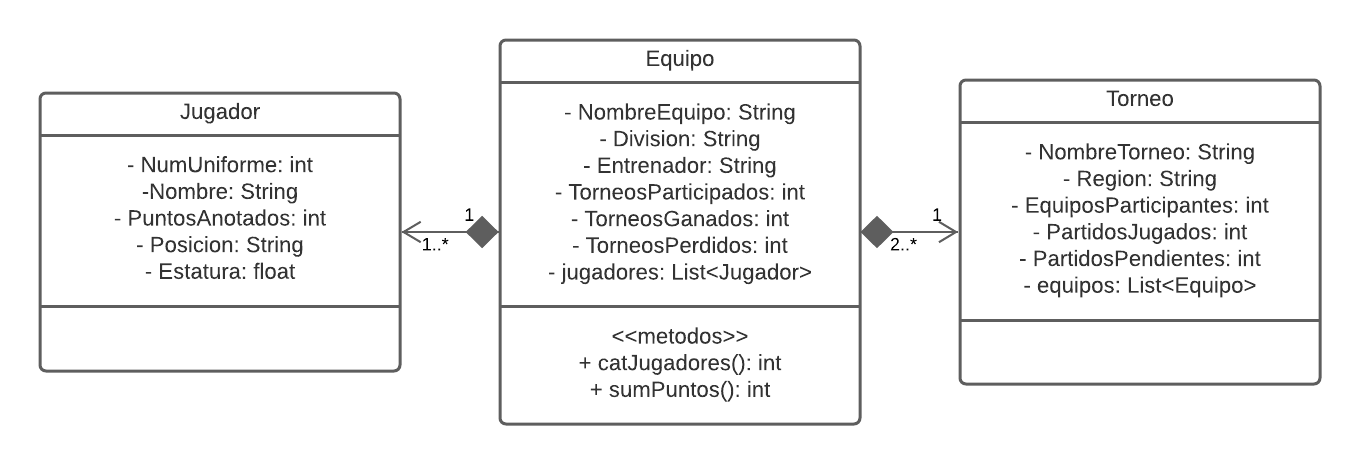 Jugador
- NumUniforme: int
-Nombre: String
- PuntosAnotados: int
- Posicion: String
- Estatura: float
1
1..*
Equipo
- NombreEquipo: String
- Division: String
- Entrenador: String
- TorneosParticipados: int
- TorneosGanados: int
- TorneosPerdidos: int
- jugadores: List<Jugador>
<<metodos>>
+ catJugadores(): int
+ sumPuntos(): int
1
2..*
Torneo
- NombreTorneo: String
- Region: String
- EquiposParticipantes: int
- PartidosJugados: int
- PartidosPendientes: int
- equipos: List<Equipo>